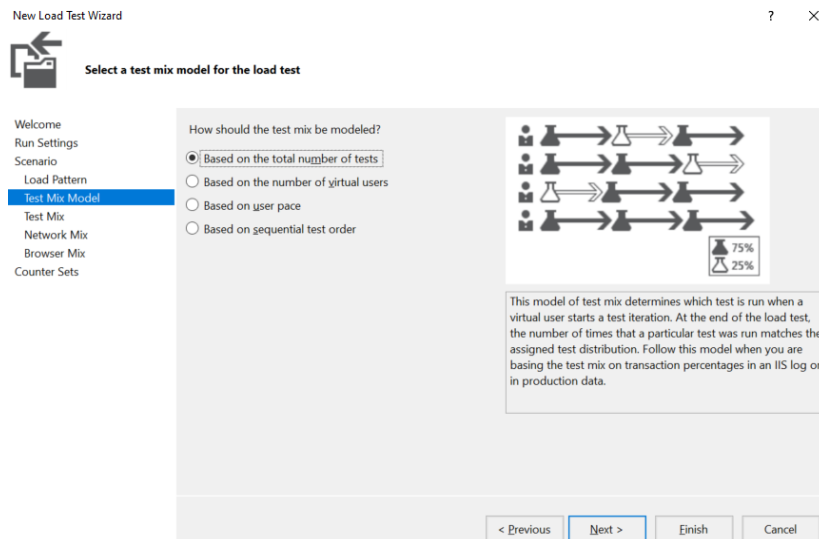 New Load Test Wizard
?
Select a test mix model for the load test
Welcome
Run Settings
Scenario
Load Pattern
Test Mix Model
Test Mix
Network Mix
Browser Mix
Counter Sets
How should the test mix be modeled?
Based on the total number of tests
Based on the number of virtual users
Based on user pace
Based on sequential test order
75%
25%
This model of test mix determines which test is run when a
virtual user starts a test iteration. At the end of the load test,
the number of times that a particular test was run matches the
assigned test distribution. Follow this model when you are
basing the test mix on transaction percentages in an IIS log or
in production data.
< Previous
Next >
Finish
Cancel